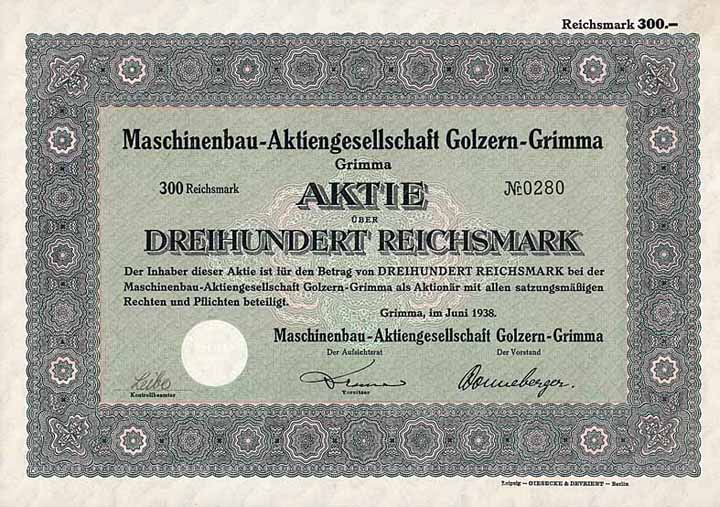 Reichsmark 300.–
Maschinenbau-Aktiengesellschaft Golzern-Grimma
Grimma
300 Reichsmark AKTIE № 0280
ÜBER
DREIHUNDERT REICHSMARK
Der Inhaber dieser Aktie ist für den Betrag von DREIHUNDERT REICHSMARK bei der
Maschinenbau-Aktiengesellschaft Golzern-Grimma als Aktionär mit allen satzungsmäßigen
Rechten und Pflichten beteiligt.
Grimma, im Juni 1938.
Maschinenbau-Aktiengesellschaft Golzern-Grimma
Der Aufsichtsrat Der Vorstand
Donneberger.
Kontrollbeamter Vorsitzer
Leipzig – GIESECKE & DEVRIENT – Berlin